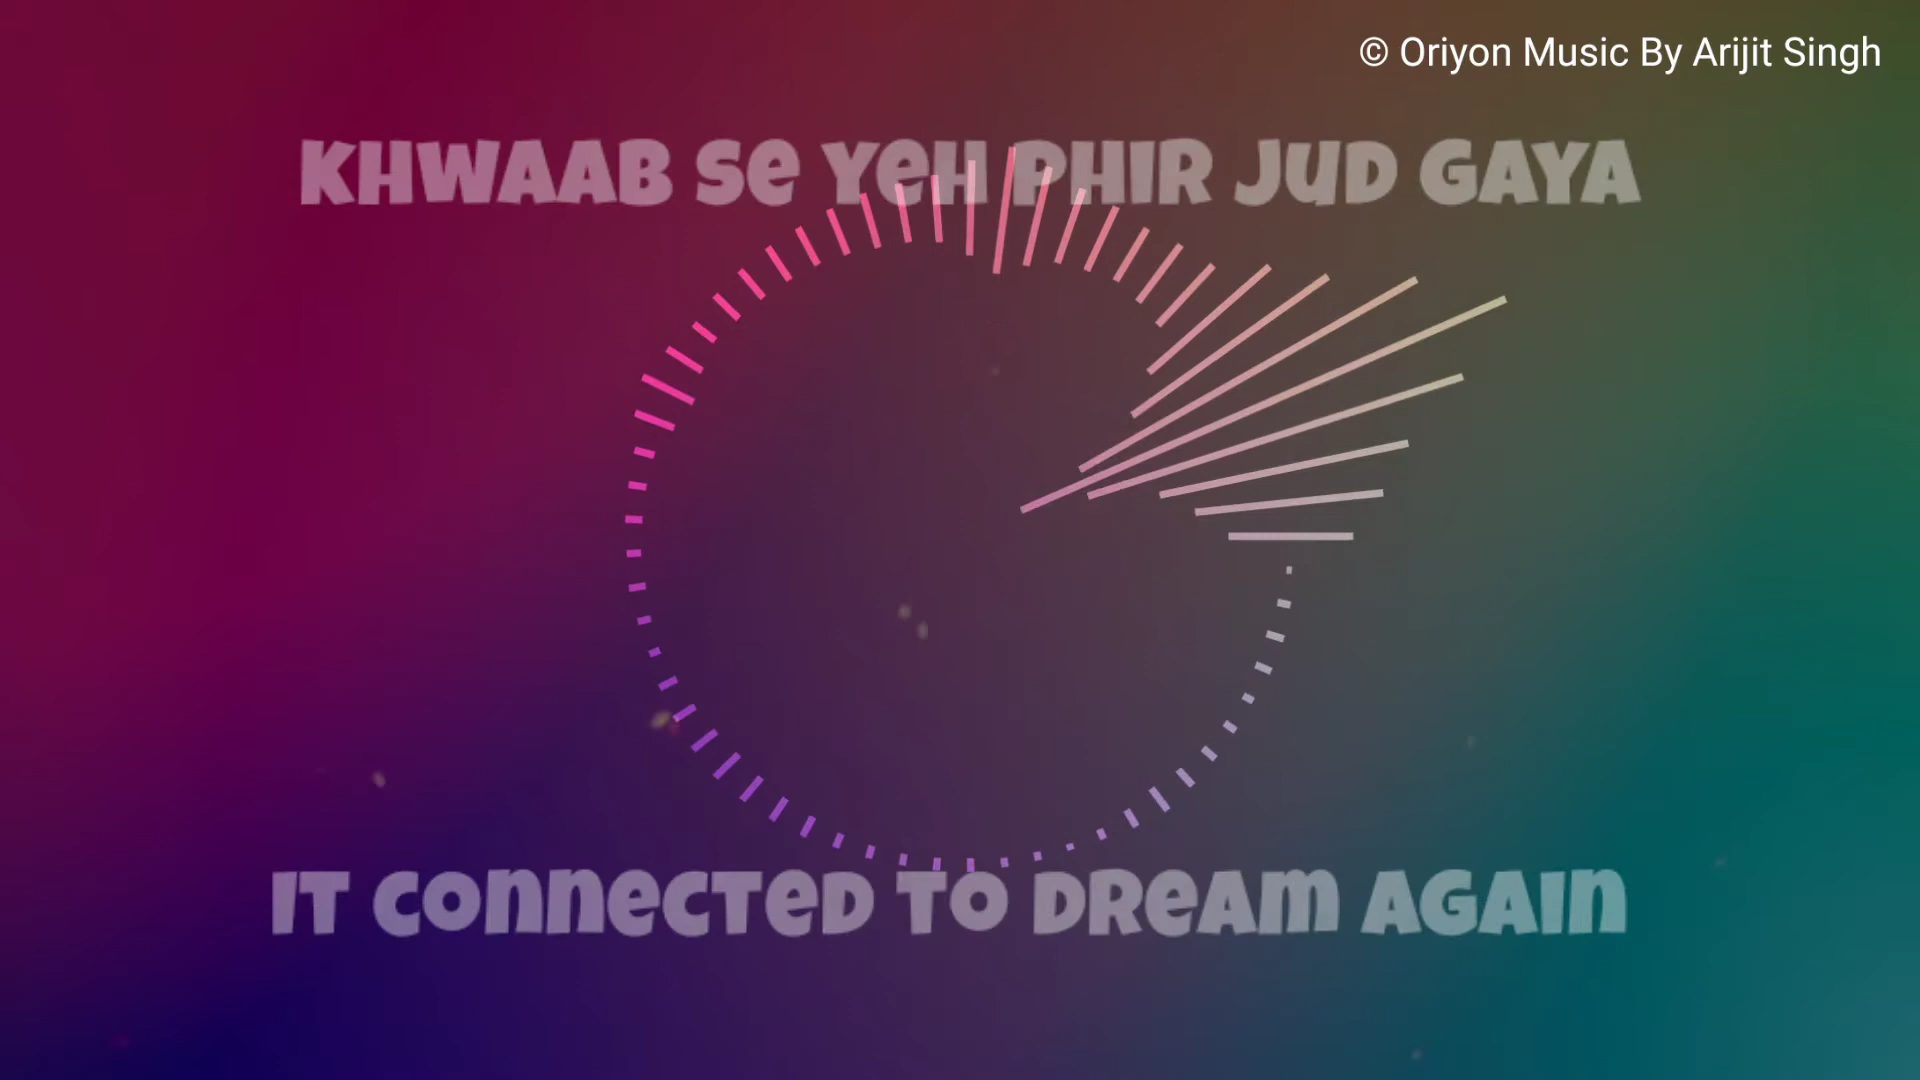 © Oriyon Music By Arijit Singh
KHWAAB Se YeH PHIR JUD GAYA
IT ConneCTeD TO DReAm AGAIn